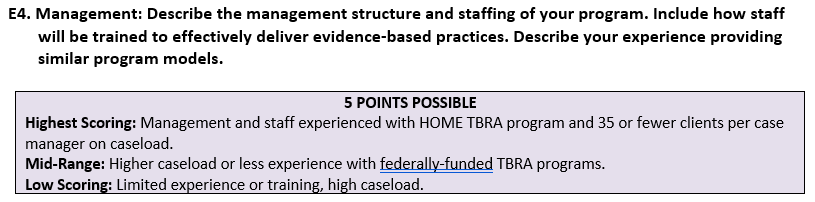 E4. Management: Describe the management structure and staffing of your program. Include how staff
will be trained to effectively deliver evidence-based practices. Describe your experience providing
similar program models.
5 POINTS POSSIBLE
Highest Scoring: Management and staff experienced with HOME TBRA program and 35 or fewer clients per case
manager on caseload.
Mid-Range: Higher caseload or less experience with federally-funded TBRA programs.
Low Scoring: Limited experience or training, high caseload.